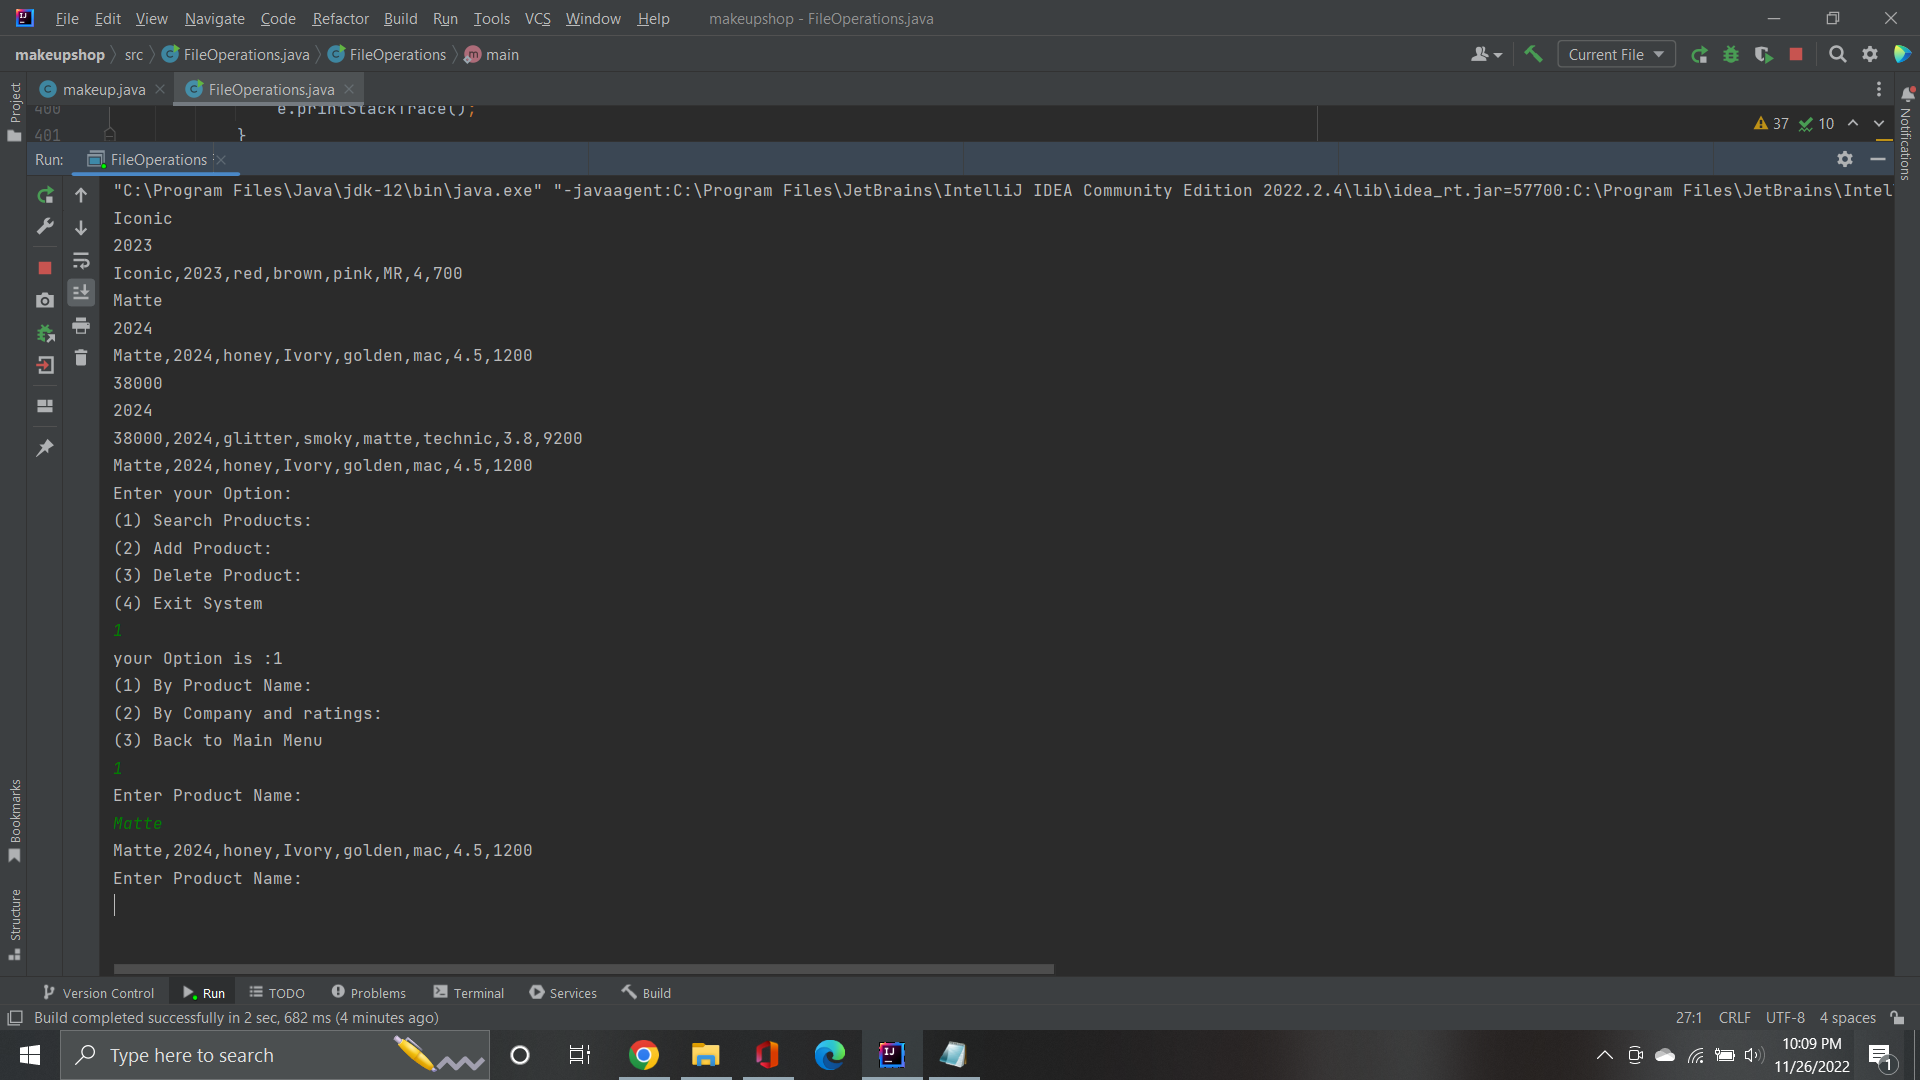 File Edit View Navigate Code Refactor Build Run Tools VCS Window Help makeupshop - FileOperations.java
makeupshop src FileOperations.java FileOperations main Current File
makeup.java FileOperations.java
Project
400 e.printStackTrace();
401 }
37 10
Notifications
Run: FileOperations
"C:\Program Files\Java\jdk-12\bin\java.exe" "-javaagent:C:\Program Files\JetBrains\IntelliJ IDEA Community Edition 2022.2.4\lib\idea_rt.jar=57700:C:\Program Files\JetBrains\Intel
Iconic
2023
Iconic,2023,red,brown,pink,MR,4,700
Matte
2024
Matte,2024,honey,Ivory,golden,mac,4.5,1200
38000
2024
38000,2024,glitter,smoky,matte,technic,3.8,9200
Matte,2024,honey,Ivory,golden,mac,4.5,1200
Enter your Option:
(1) Search Products:
(2) Add Product:
(3) Delete Product:
(4) Exit System
1
your Option is :1
(1) By Product Name:
(2) By Company and ratings:
(3) Back to Main Menu
1
Enter Product Name:
Matte
Matte,2024,honey,Ivory,golden,mac,4.5,1200
Enter Product Name:
Bookmarks
Structure
Version Control Run TODO Problems Terminal Services Build
Build completed successfully in 2 sec, 682 ms (4 minutes ago) 27:1 CRLF UTF-8 4 spaces
Type here to search
10:09 PM
11/26/2022
1